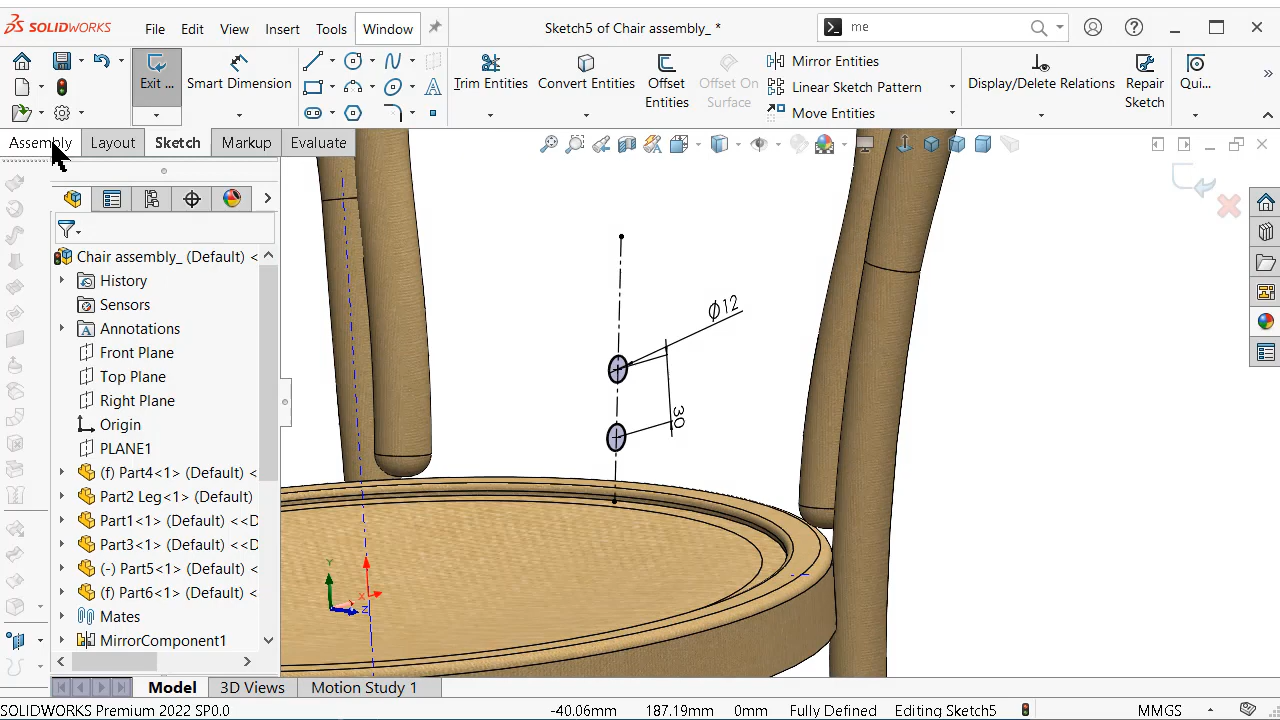 SOLIDWORKS File Edit View Insert Tools Window Sketch5 of Chair assembly_ * me
Exit ... Smart Dimension Trim Entities Convert Entities Offset Entities Offset On Surface Mirror Entities Linear Sketch Pattern Move Entities Display/Delete Relations Repair Sketch Qui...
Assembly Layout Sketch Markup Evaluate
Chair assembly_ (Default) <
History
Sensors
Annotations
Front Plane
Top Plane
Right Plane
Origin
PLANE1
(f) Part4<1> (Default) <
Part2 Leg<1> (Default)
Part1<1> (Default) <<D
Part3<1> (Default) <<D
(-) Part5<1> (Default) <
(f) Part6<1> (Default) <
Mates
MirrorComponent1
Ø12
30
Y
X
Z
Model 3D Views Motion Study 1
SOLIDWORKS Premium 2022 SP0.0 -40.06mm 187.19mm 0mm Fully Defined Editing Sketch5 MMGS